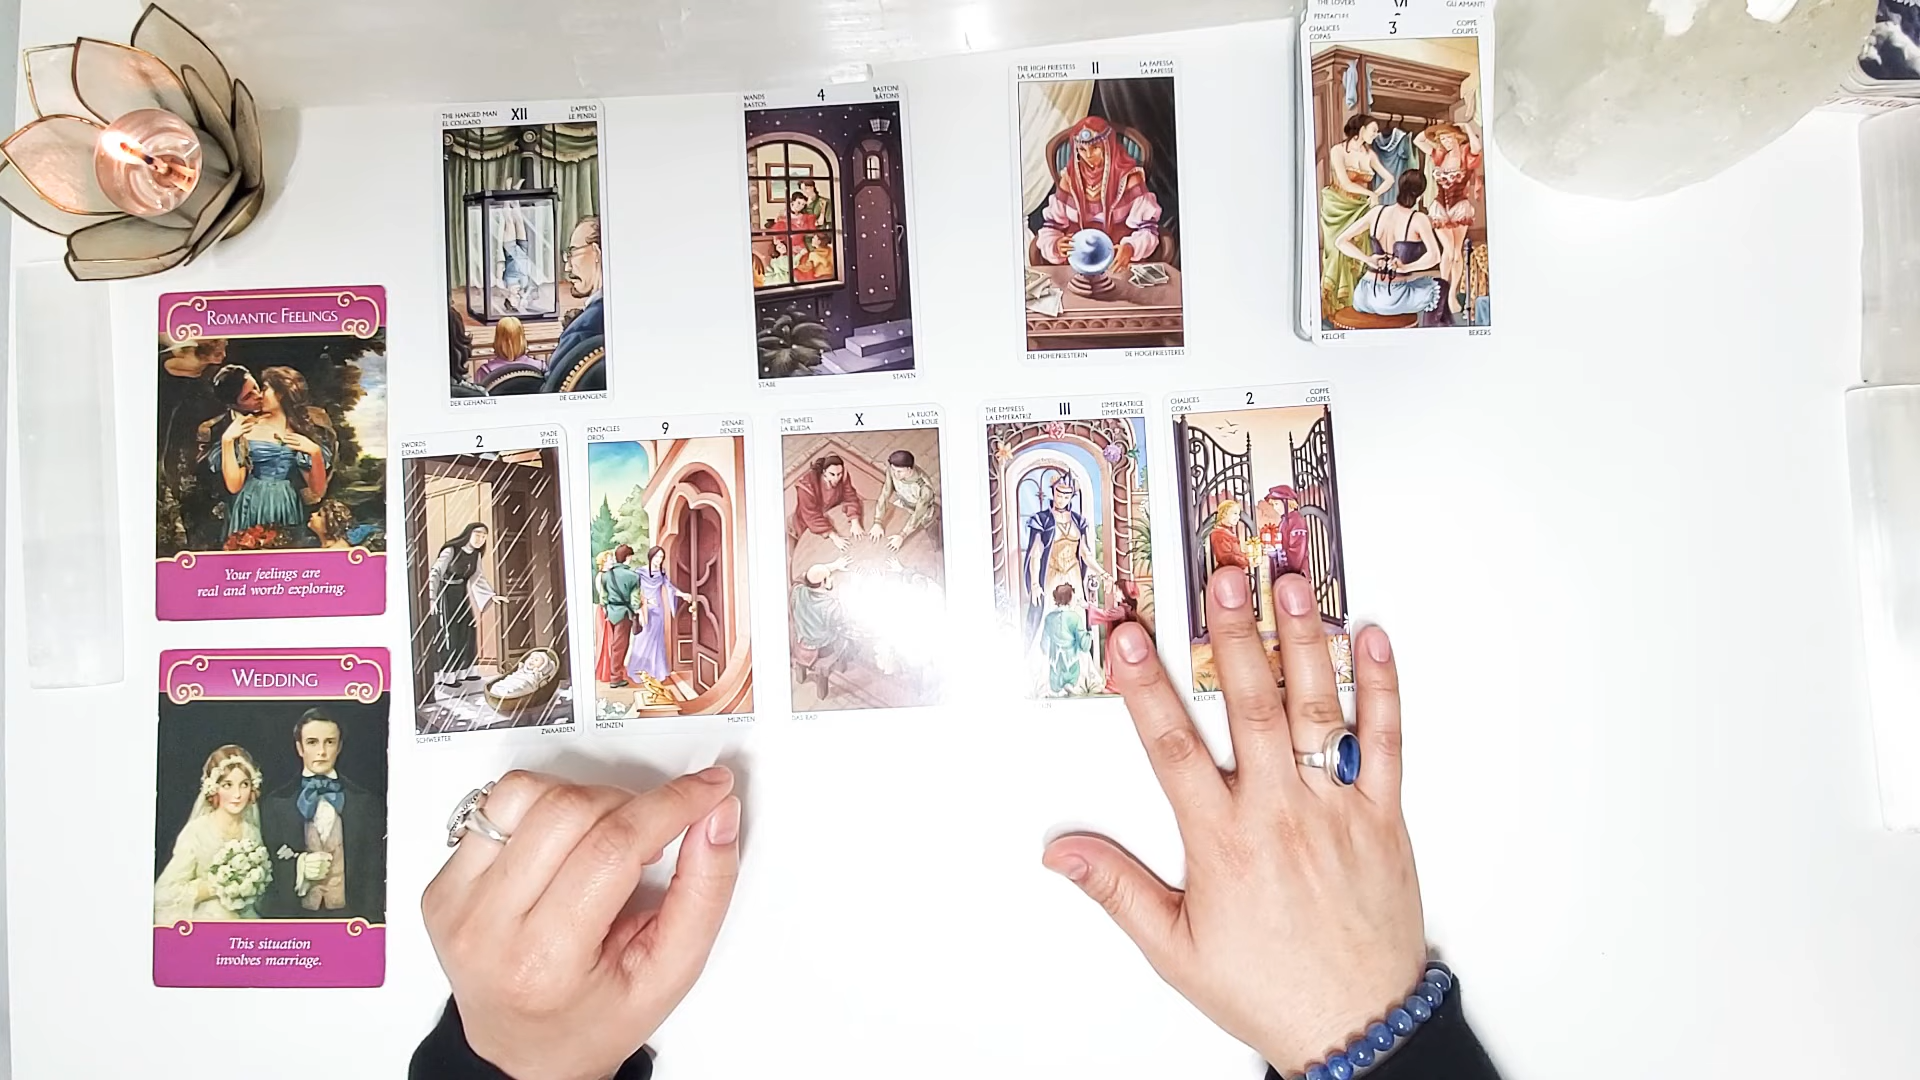 THE HANGED MAN
EL COLGADO
XII
L'APPESO
LE PENDU
DER GEHANGTE
DE GEHANGENE
WANDS
BASTOS
4
BASTONI
BÂTONS
STÄBE
STAVEN
THE HIGH PRIESTESS
LA SACERDOTISA
II
LA PAPESSA
LA PAPESSE
DIE HOHEPRIESTERIN
DE HOGEPRIESTERES
THE LOVERS
VI
GLI AMANTI
CHALICES
COPAS
3
COPPE
COUPES
KELCHE
BEKERS
ROMANTIC FEELINGS
Your feelings are
real and worth exploring.
SWORDS
ESPADAS
2
SPADE
ÉPÉES
SCHWERTER
ZWAARDEN
PENTACLES
OROS
9
DENARI
DENIERS
MÜNZEN
MUNTEN
THE WHEEL
LA RUEDA
X
LA RUOTA
LA ROUE
DAS RAD
THE EMPRESS
LA EMPERATRIZ
III
L'IMPERATRICE
L'IMPÉRATRICE
CHALICES
COPAS
2
COPPE
COUPES
KELCHE
WEDDING
This situation
involves marriage.